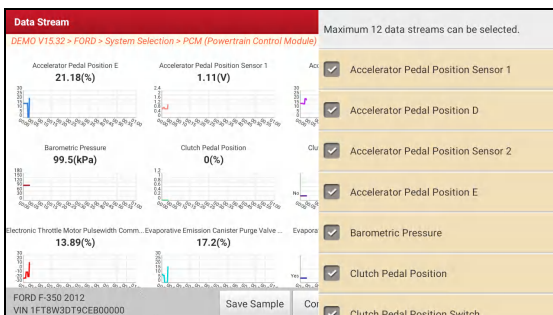 Data Stream
DEMO V15.32 > FORD > System Selection > PCM (Powertrain Control Module)
Accelerator Pedal Position E
21.18(%)
Accelerator Pedal Position Sensor 1
1.11(V)
Acc
Barometric Pressure
99.5(kPa)
Clutch Pedal Position
0(%)
Clu
No
Electronic Throttle Motor Pulsewidth Comm...
13.89(%)
Evaporative Emission Canister Purge Valve ...
17.2(%)
Evapora
Yes
FORD F-350 2012
VIN 1FT8W3DT9CEB00000
Save Sample
Cor
Maximum 12 data streams can be selected.
Accelerator Pedal Position Sensor 1
Accelerator Pedal Position D
Accelerator Pedal Position Sensor 2
Accelerator Pedal Position E
Barometric Pressure
Clutch Pedal Position
Clutch Pedal Position Switch